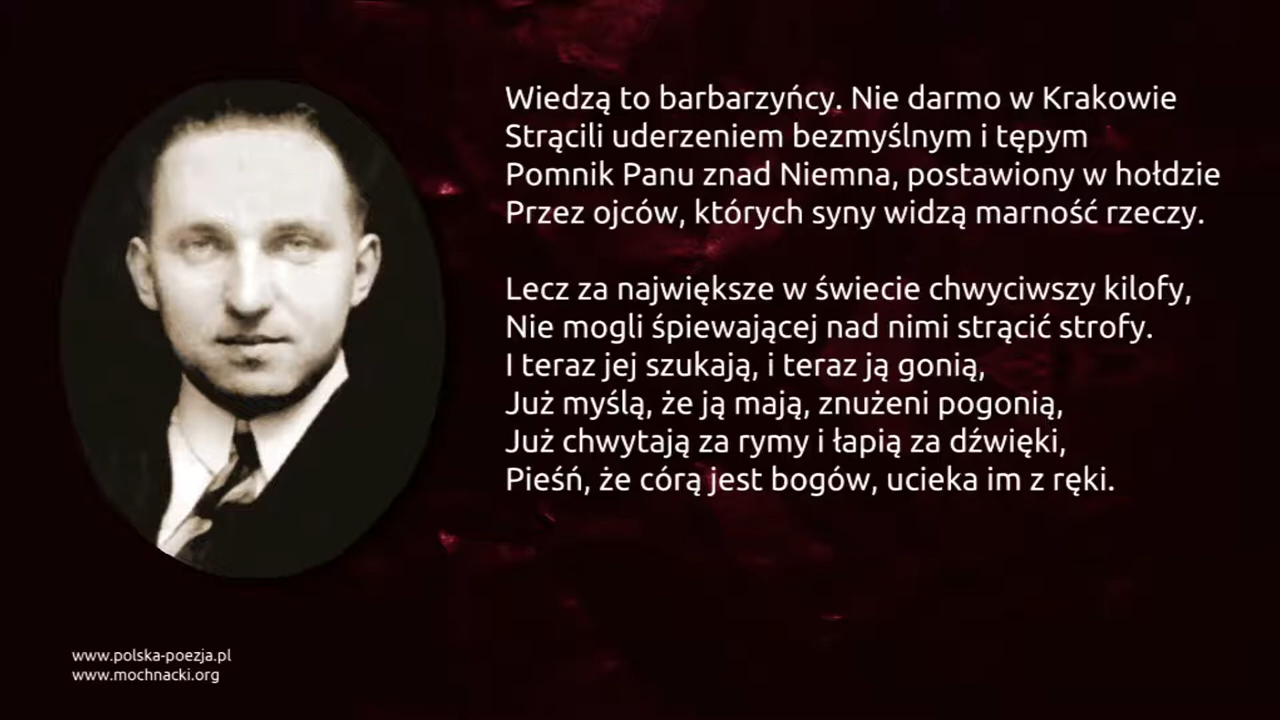 Wiedzą to barbarzyńcy. Nie darmo w Krakowie
Strącili uderzeniem bezmyślnym i tępym
Pomnik Panu znad Niemna, postawiony w hołdzie
Przez ojców, których syny widzą marność rzeczy.
Lecz za największe w świecie chwyciwszy kilofy,
Nie mogli śpiewającej nad nimi strącić strofy.
I teraz jej szukają, i teraz ją gonią,
Już myślą, że ją mają, znużeni pogonią,
Już chwytają za rymy i łapią za dźwięki,
Pieśń, że córą jest bogów, ucieka im z ręki.
www.polska-poezja.pl
www.mochnacki.org